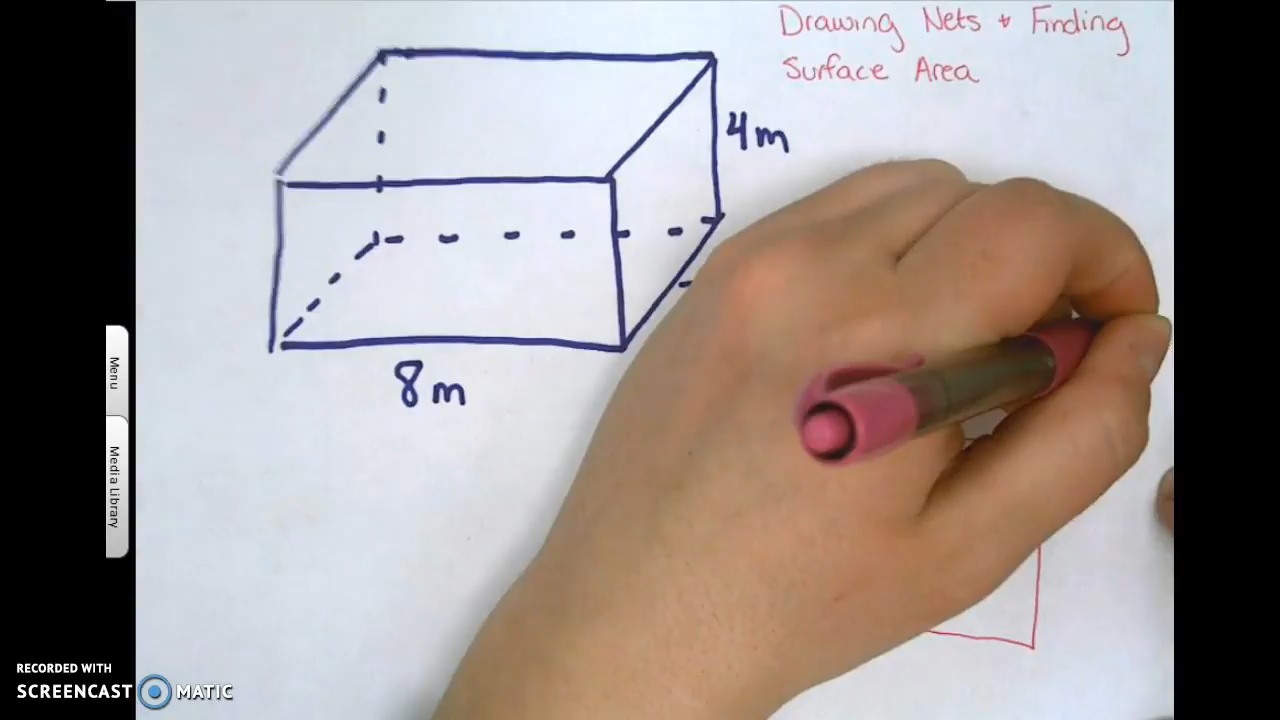 Drawing Nets + Finding
Surface Area
4m
8m
Menu
Media Library
RECORDED WITH
SCREENCAST MATIC